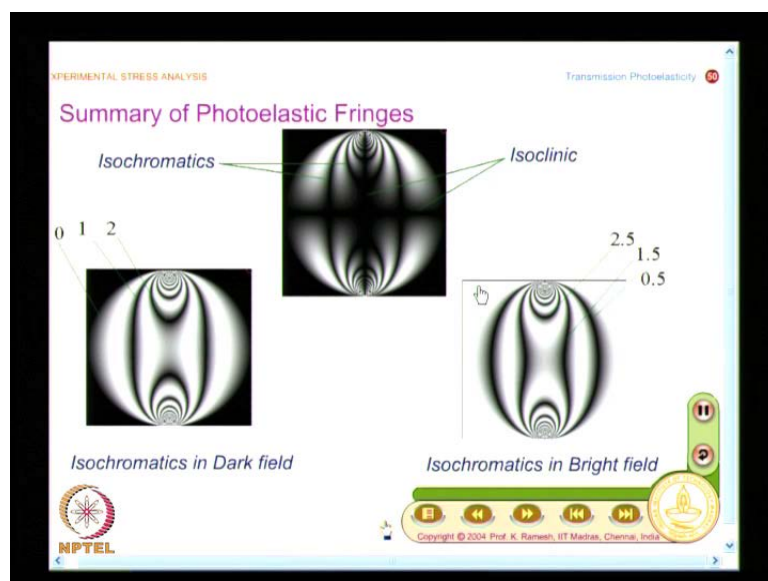 XPERIMENTAL STRESS ANALYSIS
Transmission Photoelasticity 50
Summary of Photoelastic Fringes
Isochromatics
Isoclinic
0 1 2
2.5
1.5
0.5
Isochromatics in Dark field
Isochromatics in Bright field
NPTEL
Copyright © 2004 Prof. K. Ramesh, IIT Madras, Chennai, India